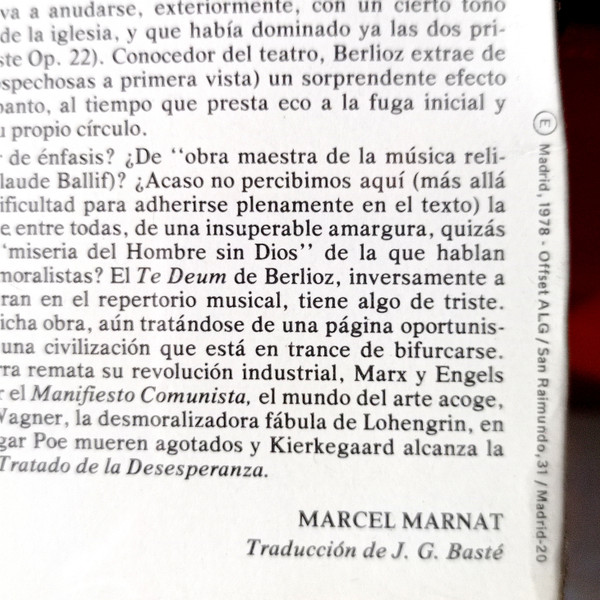 va a anudarse, exteriormente, con un cierto tono
de la iglesia, y que había dominado ya las dos pri-
ste Op. 22). Conocedor del teatro, Berlioz extrae de
ospechosas a primera vista) un sorprendente efecto
panto, al tiempo que presta eco a la fuga inicial y
u propio círculo.
de énfasis? ¿De "obra maestra de la música reli-
laude Ballif)? ¿Acaso no percibimos aquí (más allá
ificultad para adherirse plenamente en el texto) la
e entre todas, de una insuperable amargura, quizás
"miseria del Hombre sin Dios" de la que hablan
moralistas? El Te Deum de Berlioz, inversamente a
ran en el repertorio musical, tiene algo de triste.
icha obra, aún tratándose de una página oportunis-
una civilización que está en trance de bifurcarse.
rra remata su revolución industrial, Marx y Engels
r el Manifiesto Comunista, el mundo del arte acoge,
Wagner, la desmoralizadora fábula de Lohengrin, en
gar Poe mueren agotados y Kierkegaard alcanza la
Tratado de la Desesperanza.
MARCEL MARNAT
Traducción de J. G. Basté
E Madrid, 1978 - Offset ALG / San Raimundo, 31 / Madrid-20